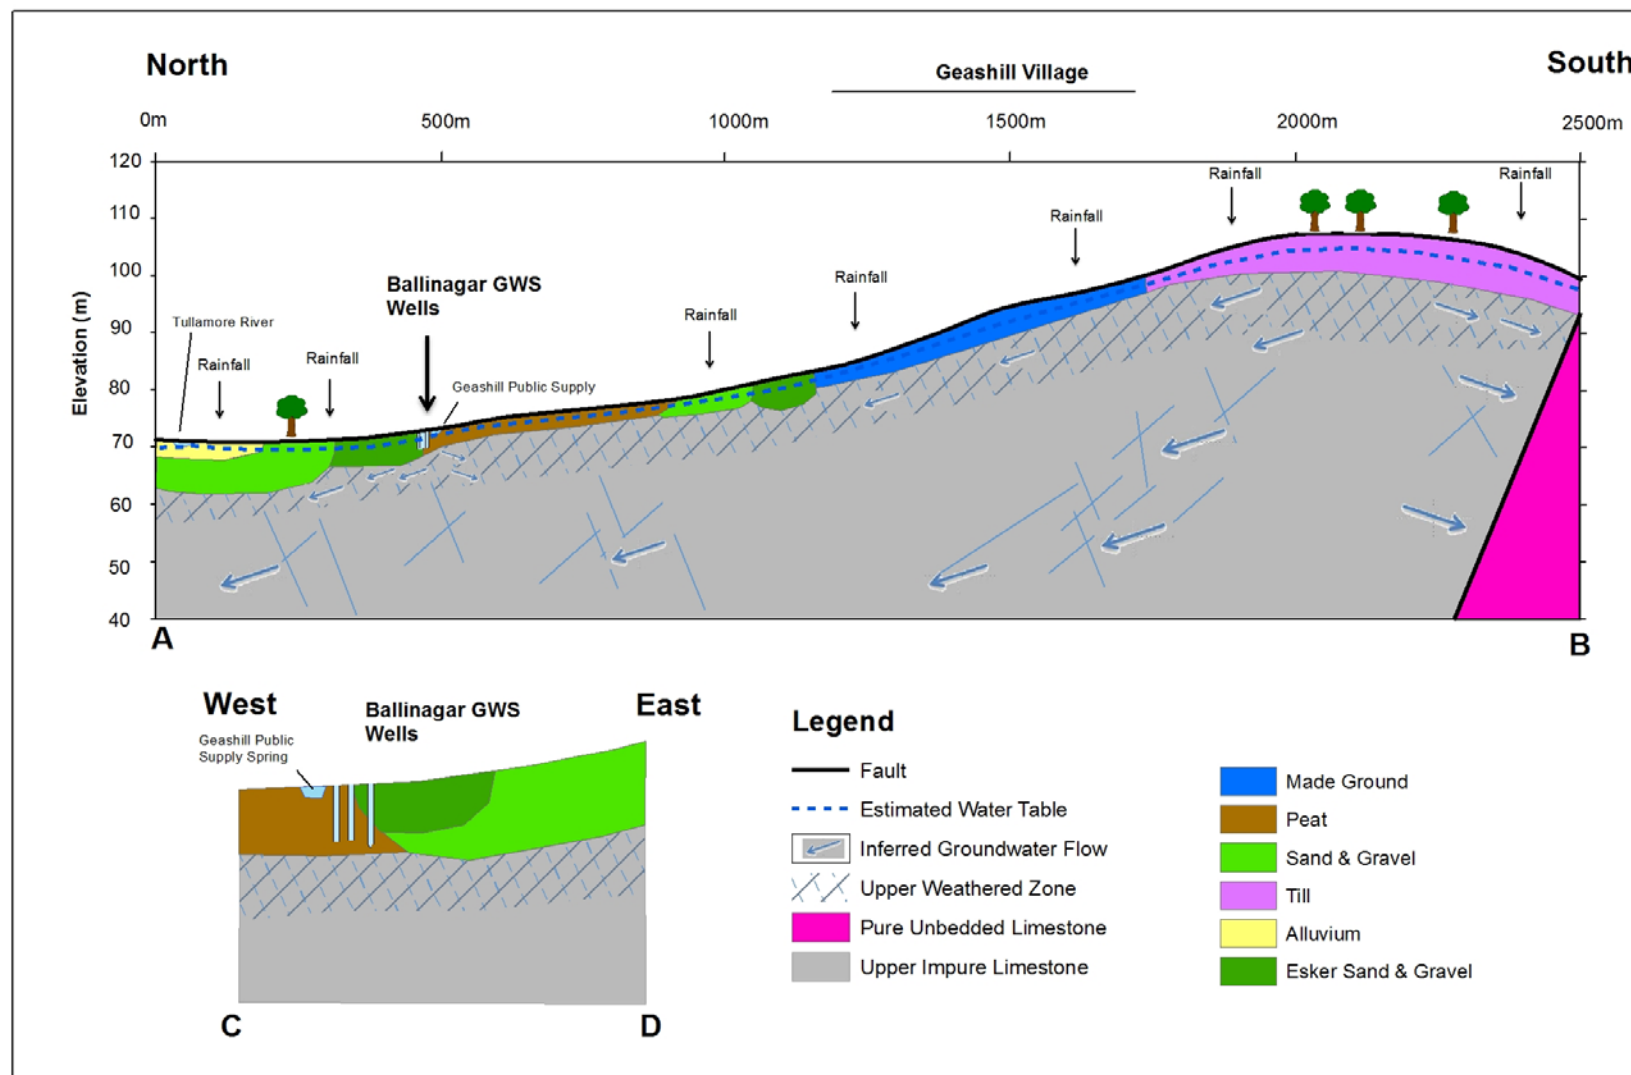 North
Geashill Village
South
0m
500m
1000m
1500m
2000m
2500m
120
110
100
90
80
70
60
50
40
Elevation (m)
Rainfall
Rainfall
Rainfall
Rainfall
Rainfall
Rainfall
Rainfall
Rainfall
Ballinagar GWS
Wells
Tullamore River
Geashill Public Supply
A
B
West
East
Ballinagar GWS
Wells
Geashill Public
Supply Spring
C
D
Legend
Fault
Estimated Water Table
Inferred Groundwater Flow
Upper Weathered Zone
Pure Unbedded Limestone
Upper Impure Limestone
Made Ground
Peat
Sand & Gravel
Till
Alluvium
Esker Sand & Gravel